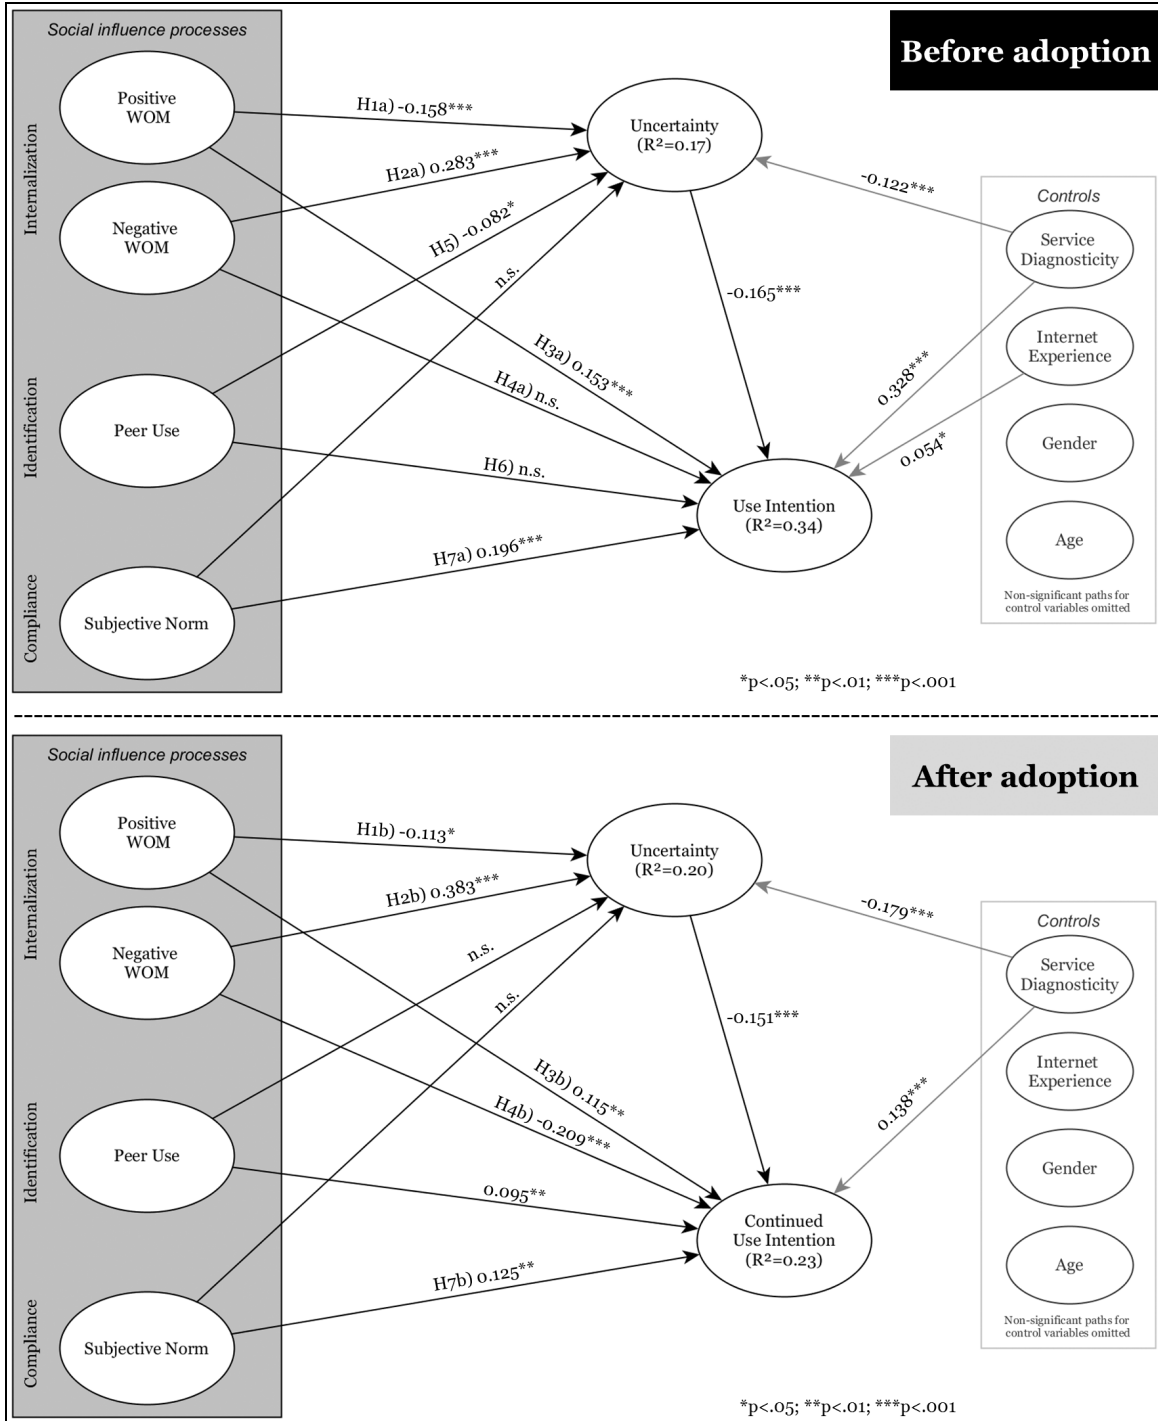 Social influence processes
Before adoption
Internalization
Positive
WOM
H1a) -0.158***
Uncertainty
(R²=0.17)
Negative
WOM
H2a) 0.283***
-0.122***
Controls
Service
Diagnosticity
H5) -0.082*
n.s.
-0.165***
Internet
Experience
H3a) 0.153***
H4a) n.s.
0.328***
0.054*
Identification
Peer Use
Gender
H6) n.s.
Use Intention
(R²=0.34)
H7a) 0.196***
Age
Compliance
Subjective Norm
Non-significant paths for
control variables omitted
*p<.05; **p<.01; ***p<.001
Social influence processes
After adoption
Internalization
Positive
WOM
H1b) -0.113*
Uncertainty
(R²=0.20)
Negative
WOM
H2b) 0.383***
-0.179***
Controls
Service
Diagnosticity
n.s.
n.s.
-0.151***
Internet
Experience
H3b) 0.115**
H4b) -0.209***
0.138***
Identification
Peer Use
Gender
0.095**
Continued
Use Intention
(R²=0.23)
H7b) 0.125**
Age
Compliance
Subjective Norm
Non-significant paths for
control variables omitted
*p<.05; **p<.01; ***p<.001